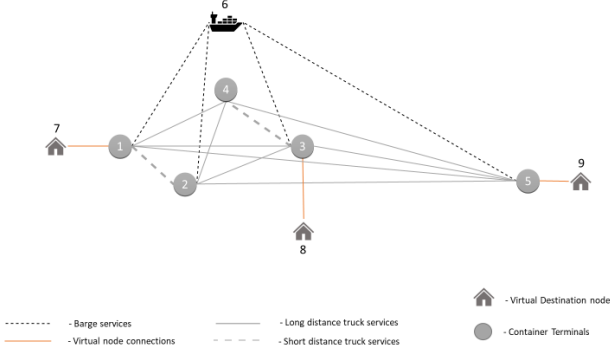 6
4
7
1
3
9
2
5
8
- Virtual Destination node
- Barge services
- Long distance truck services
- Container Terminals
- Virtual node connections
- Short distance truck services